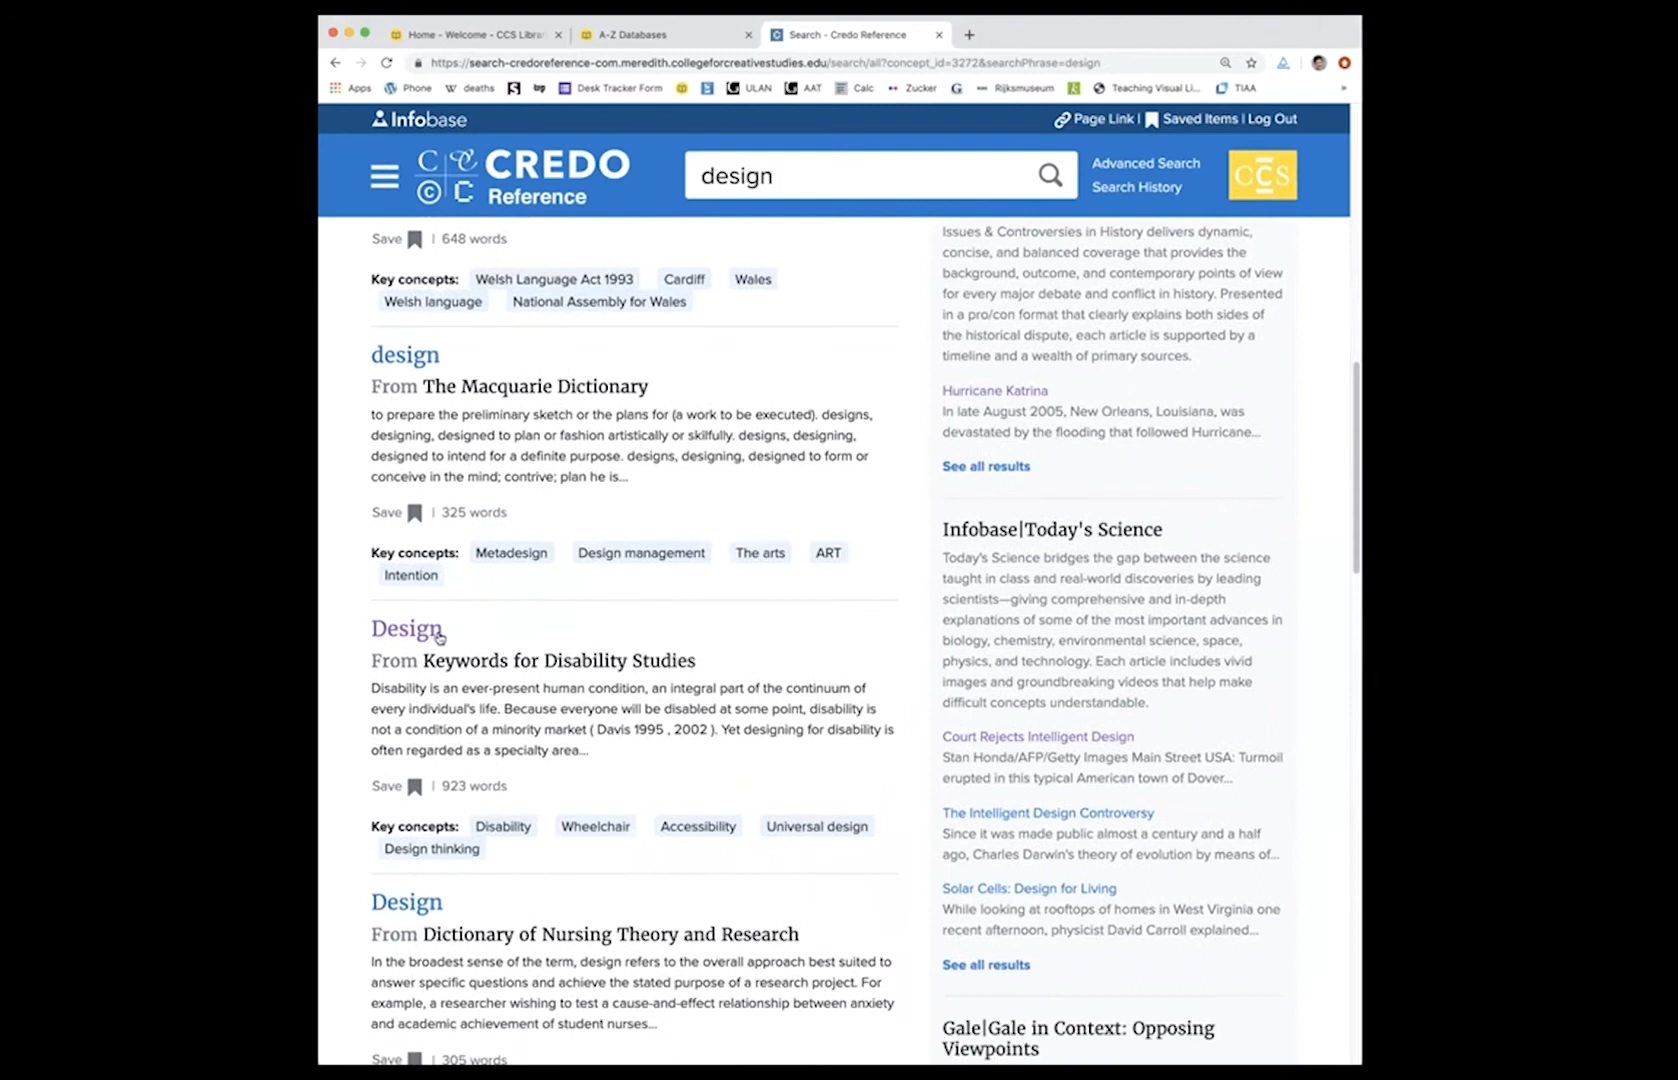 Home - Welcome - CCS Librar
A-Z Databases
Search - Credo Reference
https://search-credoreference-com.meredith.collegeforcreativestudies.edu/search/all?concept_id=3272&searchPhrase=design
Apps
Phone
deaths
Desk Tracker Form
ULAN
AAT
Calc
Zucker
Rijksmuseum
Teaching Visual Li...
TIAA
»
Infobase
Page Link | Saved Items | Log Out
CREDO
Reference
design
Advanced Search
Search History
CCS
Save | 648 words
Key concepts: Welsh Language Act 1993 Cardiff Wales
Welsh language National Assembly for Wales
design
From The Macquarie Dictionary
to prepare the preliminary sketch or the plans for (a work to be executed). designs,
designing, designed to plan or fashion artistically or skilfully. designs, designing,
designed to intend for a definite purpose. designs, designing, designed to form or
conceive in the mind; contrive; plan he is...
Save | 325 words
Key concepts: Metadesign Design management The arts ART
Intention
Design
From Keywords for Disability Studies
Disability is an ever-present human condition, an integral part of the continuum of
every individual's life. Because everyone will be disabled at some point, disability is
not a condition of a minority market ( Davis 1995 , 2002 ). Yet designing for disability is
often regarded as a specialty area...
Save | 923 words
Key concepts: Disability Wheelchair Accessibility Universal design
Design thinking
Design
From Dictionary of Nursing Theory and Research
In the broadest sense of the term, design refers to the overall approach best suited to
answer specific questions and achieve the stated purpose of a research project. For
example, a researcher wishing to test a cause-and-effect relationship between anxiety
and academic achievement of student nurses...
Save | 305 words
Issues & Controversies in History delivers dynamic,
concise, and balanced coverage that provides the
background, outcome, and contemporary points of view
for every major debate and conflict in history. Presented
in a pro/con format that clearly explains both sides of
the historical dispute, each article is supported by a
timeline and a wealth of primary sources.
Hurricane Katrina
In late August 2005, New Orleans, Louisiana, was
devastated by the flooding that followed Hurricane...
See all results
Infobase|Today's Science
Today's Science bridges the gap between the science
taught in class and real-world discoveries by leading
scientists—giving comprehensive and in-depth
explanations of some of the most important advances in
biology, chemistry, environmental science, space,
physics, and technology. Each article includes vivid
images and groundbreaking videos that help make
difficult concepts understandable.
Court Rejects Intelligent Design
Stan Honda/AFP/Getty Images Main Street USA: Turmoil
erupted in this typical American town of Dover...
The Intelligent Design Controversy
Since it was made public almost a century and a half
ago, Charles Darwin's theory of evolution by means of...
Solar Cells: Design for Living
While looking at rooftops of homes in West Virginia one
recent afternoon, physicist David Carroll explained...
See all results
Gale|Gale in Context: Opposing
Viewpoints